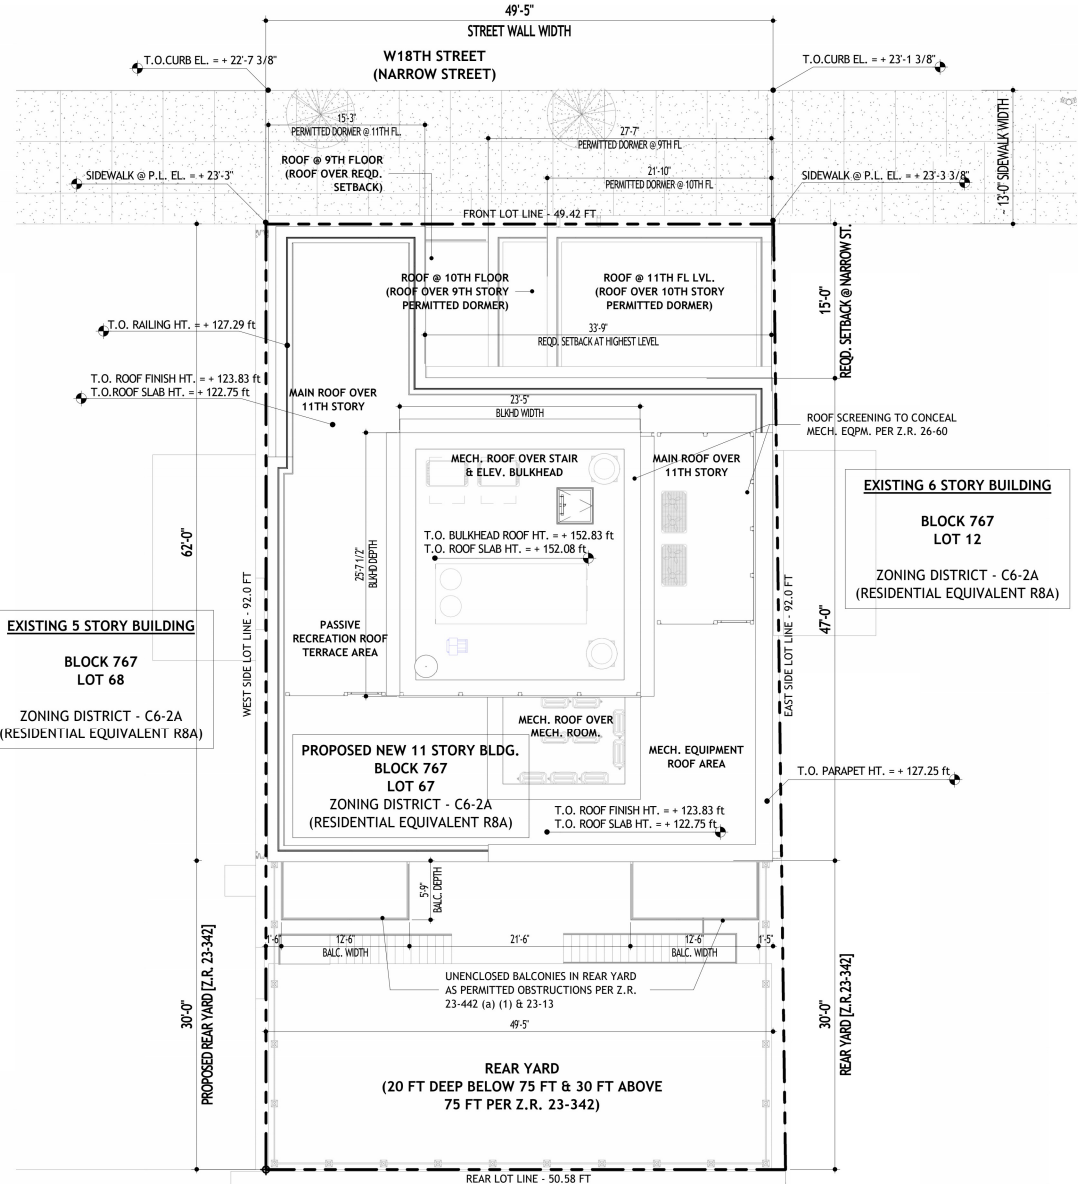 49'-5"
STREET WALL WIDTH
W18TH STREET
(NARROW STREET)
T.O.CURB EL. = + 22'-7 3/8"
T.O.CURB EL. = + 23'-1 3/8"
15'-3"
PERMITTED DORMER @ 11TH FL.
27'-7"
PERMITTED DORMER @ 9TH FL
21'-10"
PERMITTED DORMER @ 10TH FL
~ 13'-0" SIDEWALK WIDTH
ROOF @ 9TH FLOOR
(ROOF OVER REQD.
SETBACK)
SIDEWALK @ P.L. EL. = + 23'-3"
SIDEWALK @ P.L. EL. = + 23'-3 3/8"
FRONT LOT LINE - 49.42 FT
ROOF @ 10TH FLOOR
(ROOF OVER 9TH STORY
PERMITTED DORMER)
ROOF @ 11TH FL LVL.
(ROOF OVER 10TH STORY
PERMITTED DORMER)
15'-0"
REQD. SETBACK @ NARROW ST.
33'-9"
REQD. SETBACK AT HIGHEST LEVEL
T.O. RAILING HT. = + 127.29 ft
T.O. ROOF FINISH HT. = + 123.83 ft
T.O.ROOF SLAB HT. = + 122.75 ft
MAIN ROOF OVER
11TH STORY
23'-5"
BLKHD WIDTH
ROOF SCREENING TO CONCEAL
MECH. EQPM. PER Z.R. 26-60
MECH. ROOF OVER STAIR
& ELEV. BULKHEAD
MAIN ROOF OVER
11TH STORY
EXISTING 6 STORY BUILDING
BLOCK 767
LOT 12
ZONING DISTRICT - C6-2A
(RESIDENTIAL EQUIVALENT R8A)
62'-0"
25'-7 1/2"
BLKHD DEPTH
T.O. BULKHEAD ROOF HT. = + 152.83 ft
T.O. ROOF SLAB HT. = + 152.08 ft
47'-0"
WEST SIDE LOT LINE - 92.0 FT
EAST SIDE LOT LINE - 92.0 FT
EXISTING 5 STORY BUILDING
BLOCK 767
LOT 68
ZONING DISTRICT - C6-2A
(RESIDENTIAL EQUIVALENT R8A)
PASSIVE
RECREATION ROOF
TERRACE AREA
MECH. ROOF OVER
MECH. ROOM.
PROPOSED NEW 11 STORY BLDG.
BLOCK 767
LOT 67
ZONING DISTRICT - C6-2A
(RESIDENTIAL EQUIVALENT R8A)
MECH. EQUIPMENT
ROOF AREA
T.O. PARAPET HT. = + 127.25 ft
T.O. ROOF FINISH HT. = + 123.83 ft
T.O. ROOF SLAB HT. = + 122.75 ft
5'-9"
BALC. DEPTH
1'-6"
12'-6"
BALC. WIDTH
21'-6"
12'-6"
BALC. WIDTH
1'-5"
UNENCLOSED BALCONIES IN REAR YARD
AS PERMITTED OBSTRUCTIONS PER Z.R.
23-442 (a) (1) & 23-13
30'-0"
PROPOSED REAR YARD [Z.R. 23-342]
30'-0"
REAR YARD [Z.R.23-342]
49'-5"
REAR YARD
(20 FT DEEP BELOW 75 FT & 30 FT ABOVE
75 FT PER Z.R. 23-342)
REAR LOT LINE - 50.58 FT